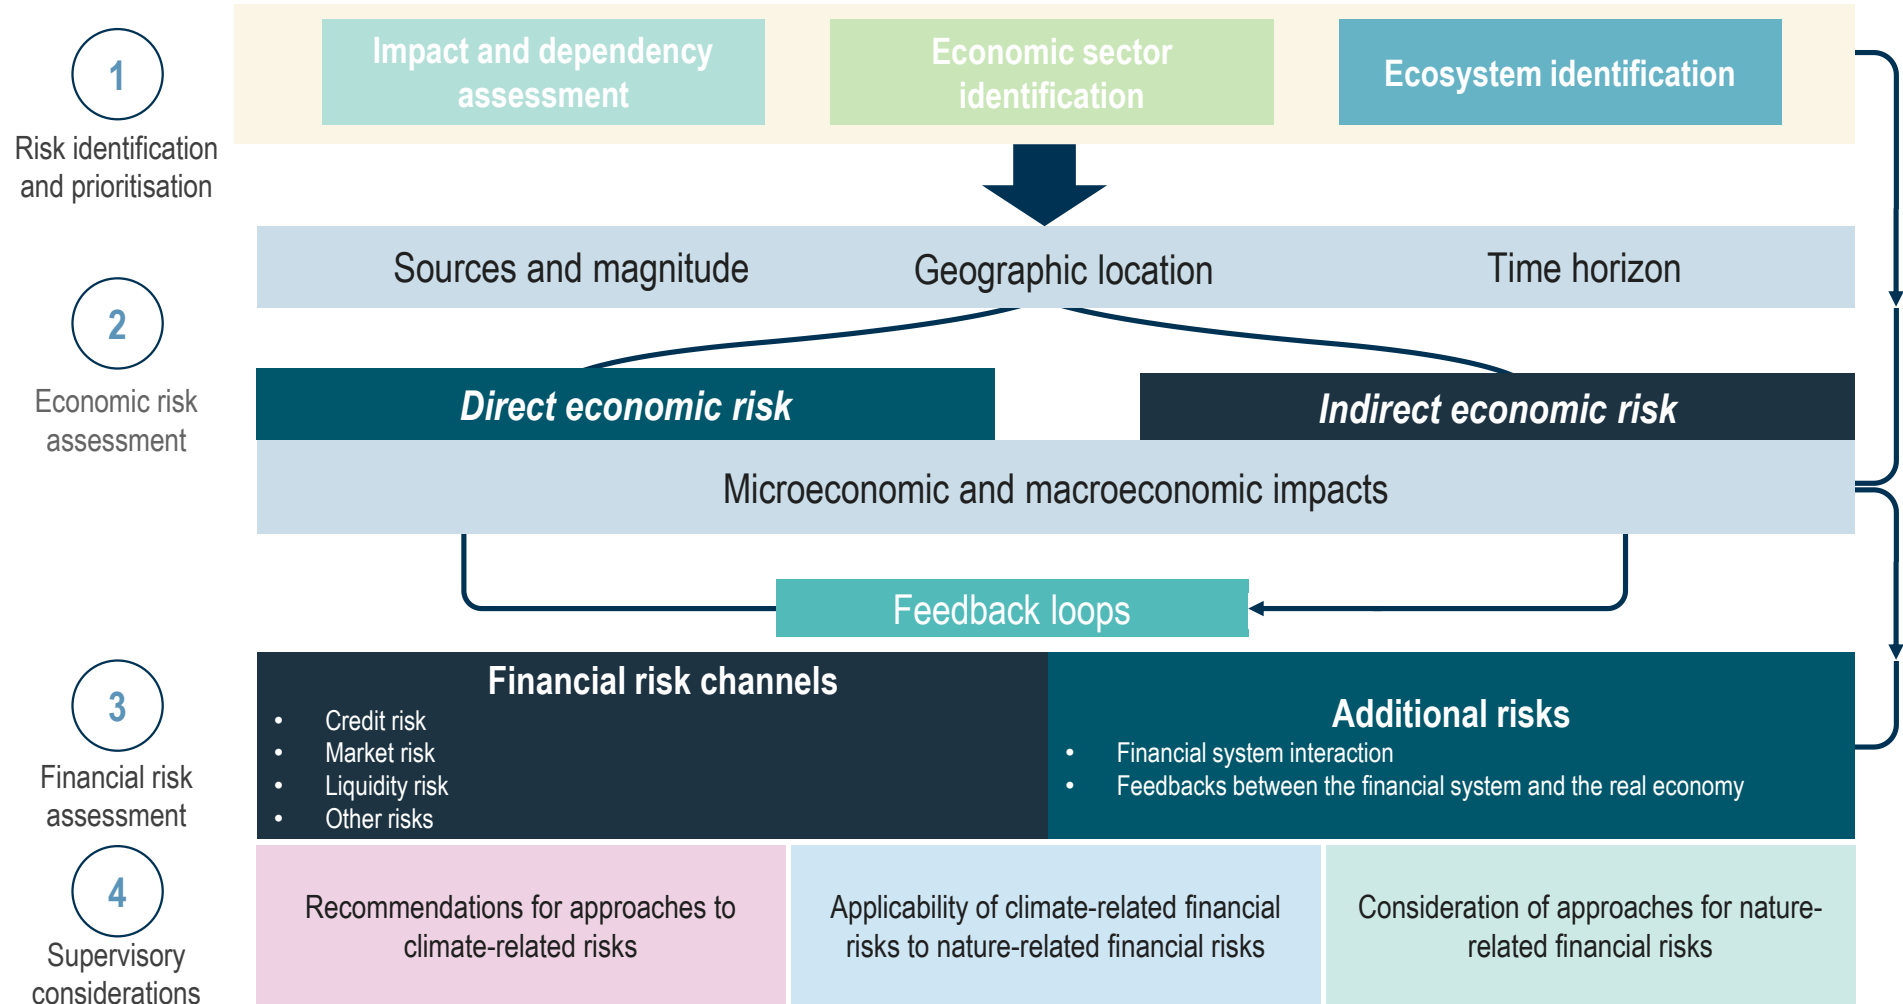 1
Risk identification
and prioritisation
Impact and dependency
assessment
Economic sector
identification
Ecosystem identification
2
Economic risk
assessment
Sources and magnitude
Geographic location
Time horizon
Direct economic risk
Indirect economic risk
Microeconomic and macroeconomic impacts
Feedback loops
3
Financial risk
assessment
Financial risk channels
• Credit risk
• Market risk
• Liquidity risk
• Other risks
Additional risks
• Financial system interaction
• Feedbacks between the financial system and the real economy
4
Supervisory
considerations
Recommendations for approaches to
climate-related risks
Applicability of climate-related financial
risks to nature-related financial risks
Consideration of approaches for nature-
related financial risks